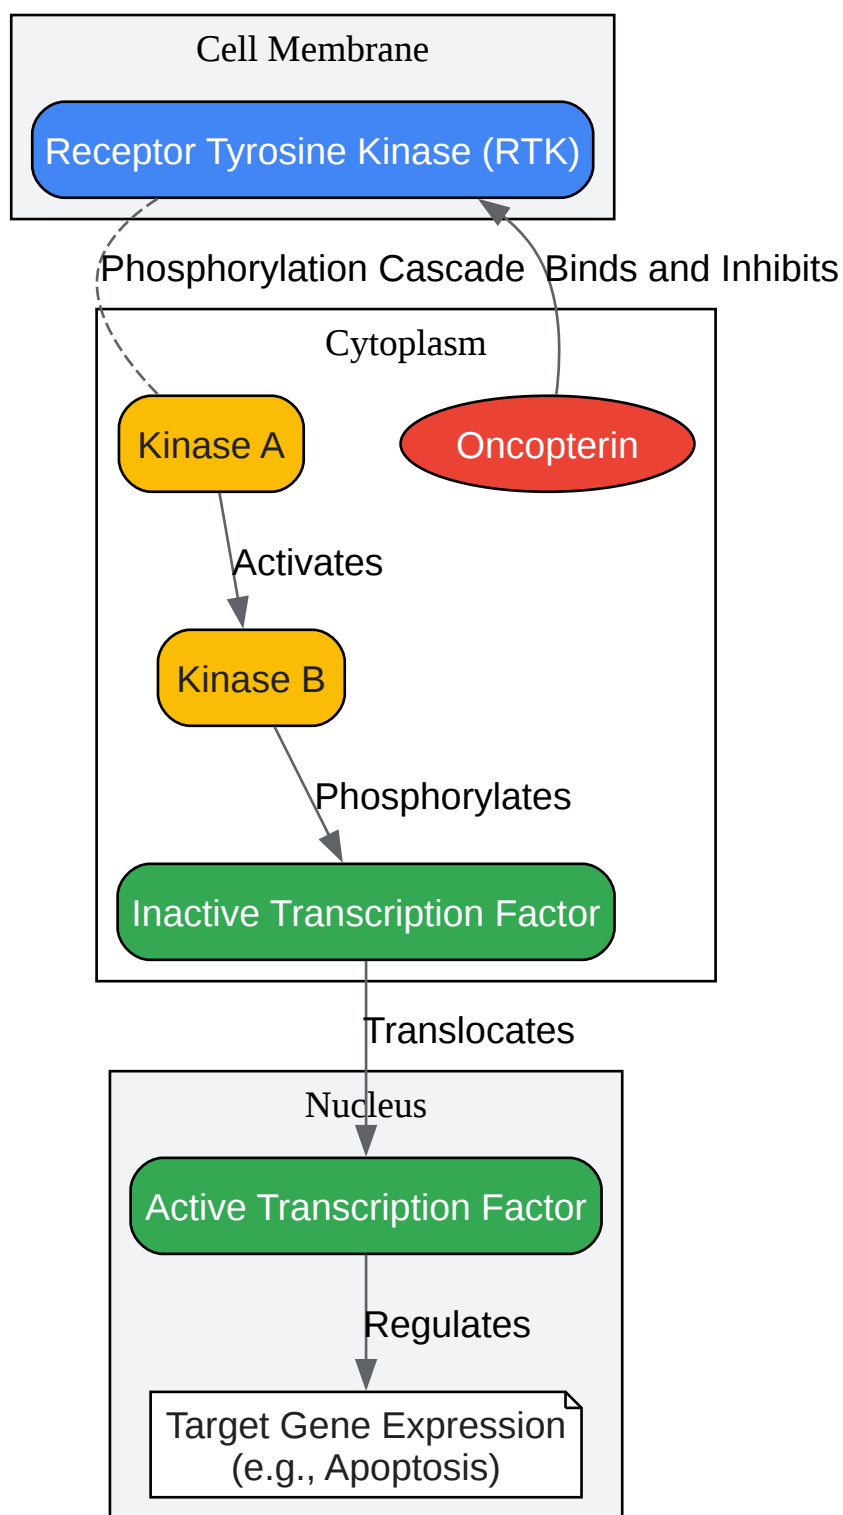 Cell Membrane
Receptor Tyrosine Kinase (RTK)
Phosphorylation Cascade
Binds and Inhibits
Cytoplasm
Kinase A
Oncopterin
Activates
Kinase B
Phosphorylates
Inactive Transcription Factor
Translocates
Nucleus
Active Transcription Factor
Regulates
Target Gene Expression
(e.g., Apoptosis)